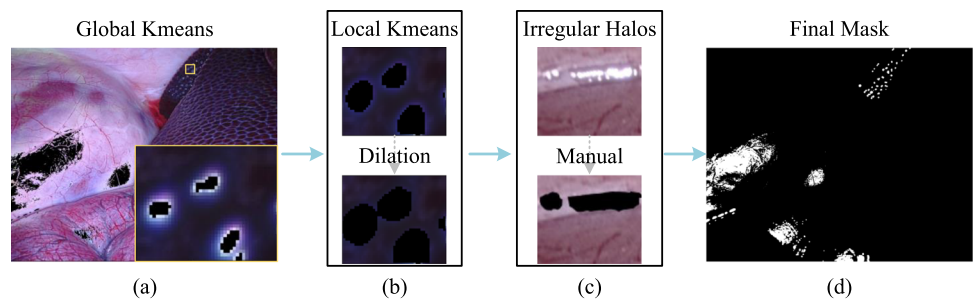 Global Kmeans
Local Kmeans
Irregular Halos
Final Mask
Dilation
Manual
(a)
(b)
(c)
(d)